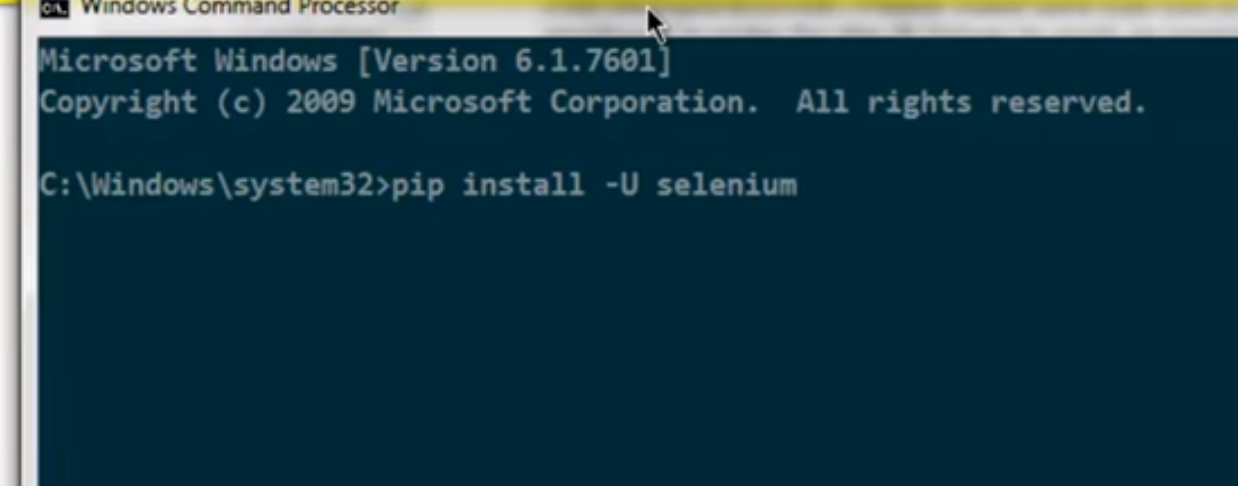 Windows Command Processor
Microsoft Windows [Version 6.1.7601]
Copyright (c) 2009 Microsoft Corporation.  All rights reserved.
C:\Windows\system32>pip install -U selenium